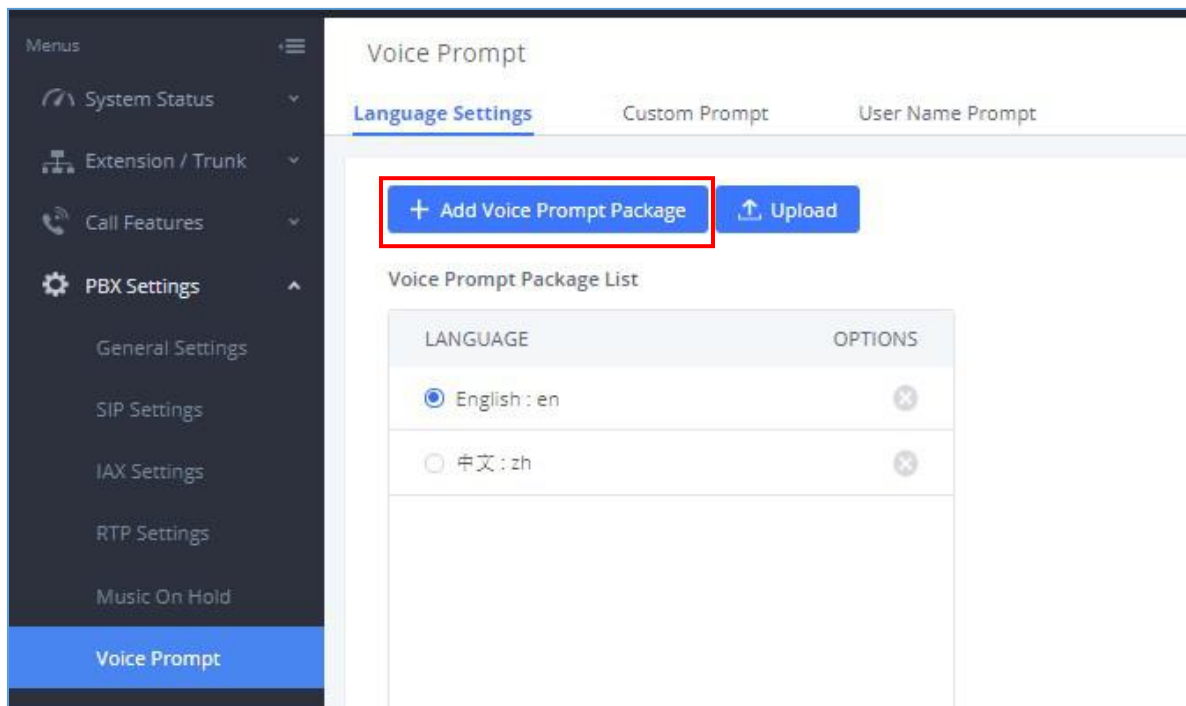 Menus
System Status
Extension / Trunk
Call Features
PBX Settings
General Settings
SIP Settings
IAX Settings
RTP Settings
Music On Hold
Voice Prompt
Voice Prompt
Language Settings Custom Prompt User Name Prompt
+ Add Voice Prompt Package Upload
Voice Prompt Package List
LANGUAGE OPTIONS
English : en
中文 : zh